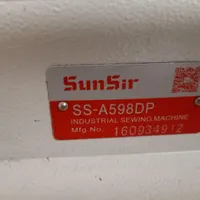 SunSir
SS-A598DP
INDUSTRIAL SEWING MACHINE
Mfg.No. 160934912